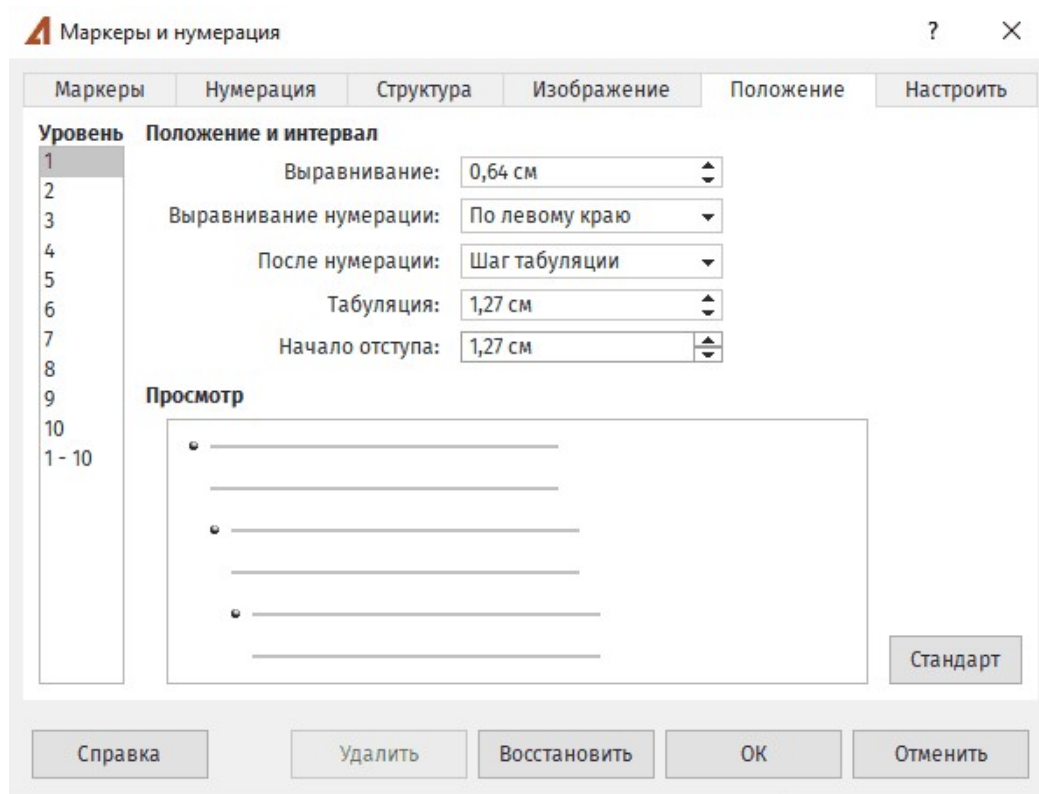 Маркеры и нумерация ?
Маркеры Нумерация Структура Изображение Положение Настроить
Уровень Положение и интервал
1
2
3
4
5
6
7
8
9
10
1 - 10
Выравнивание: 0,64 см
Выравнивание нумерации: По левому краю
После нумерации: Шаг табуляции
Табуляция: 1,27 см
Начало отступа: 1,27 см
Просмотр
Стандарт
Справка Удалить Восстановить ОК Отменить